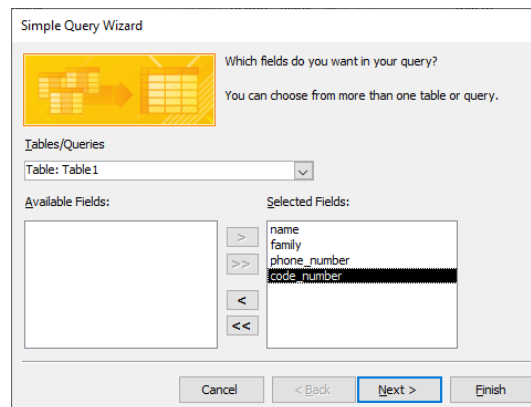 Simple Query Wizard
Which fields do you want in your query?
You can choose from more than one table or query.
Tables/Queries
Table: Table1
Available Fields:
Selected Fields:
>
>>
<
<<
name
family
phone_number
code_number
Cancel
< Back
Next >
Finish